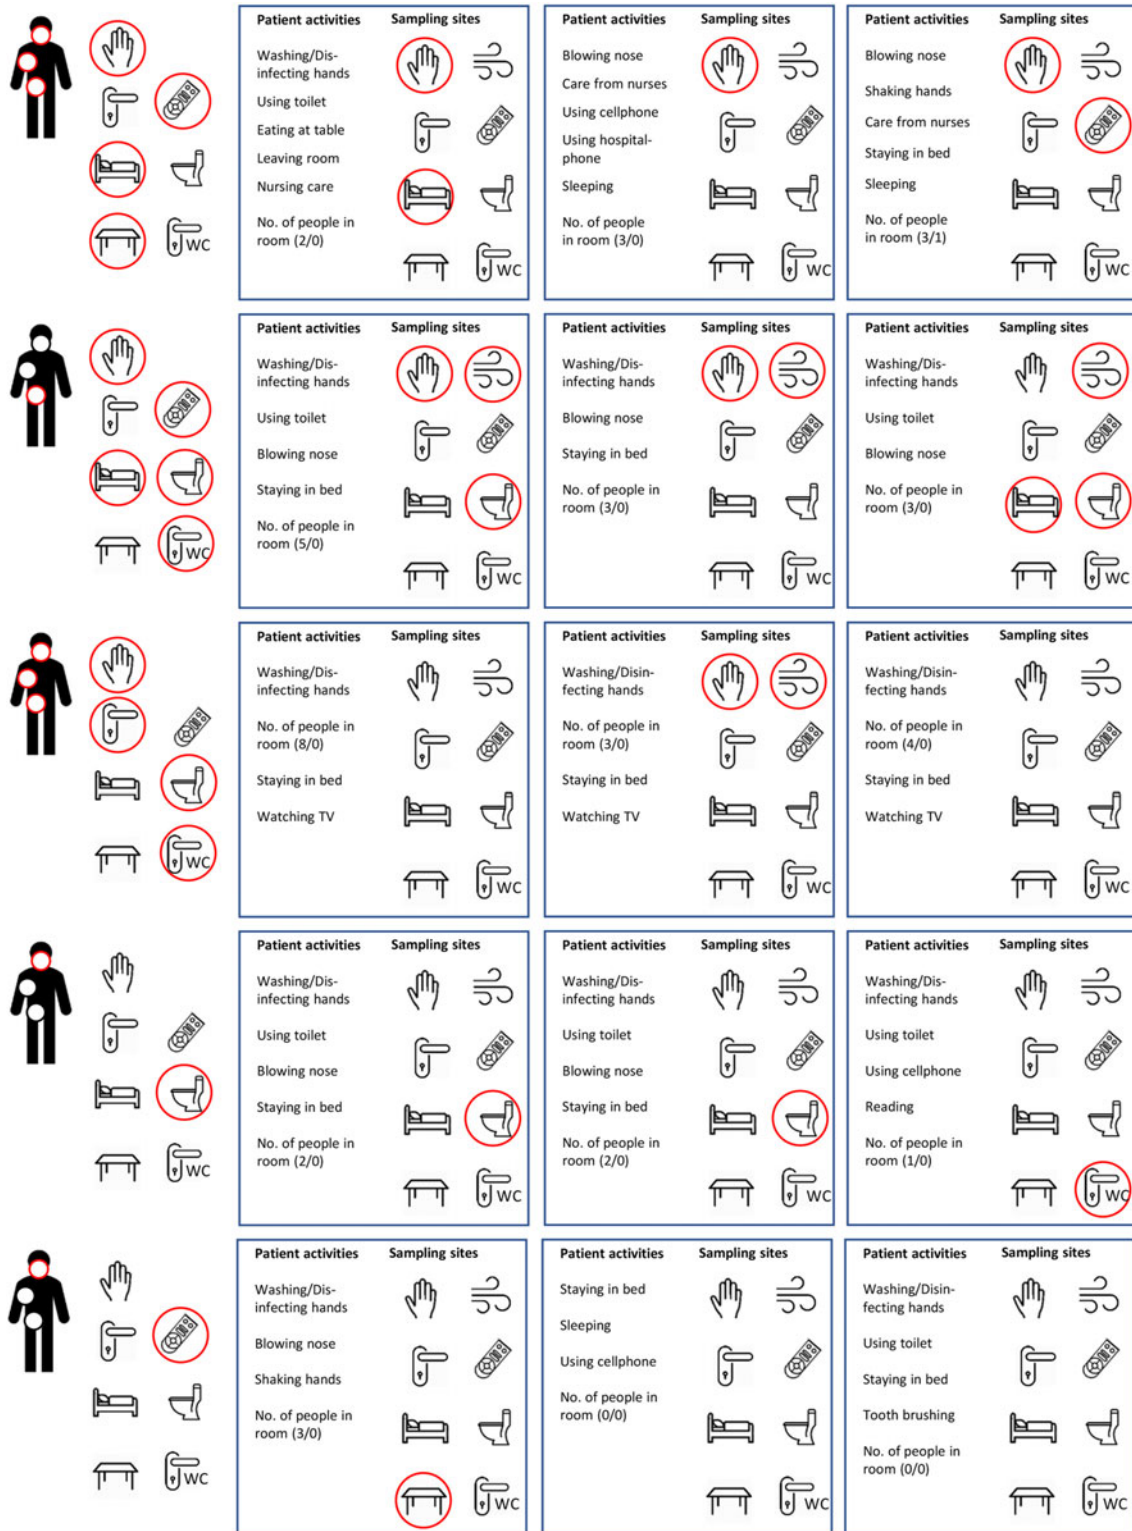 Patient activities Sampling sites
Washing/Dis-
infecting hands
Using toilet
Eating at table
Leaving room
Nursing care
No. of people in
room (2/0)
WC
Patient activities Sampling sites
Blowing nose
Care from nurses
Using cellphone
Using hospital-
phone
Sleeping
No. of people
in room (3/0)
WC
Patient activities Sampling sites
Blowing nose
Shaking hands
Care from nurses
Staying in bed
Sleeping
No. of people
in room (3/1)
WC
WC
Patient activities Sampling sites
Washing/Dis-
infecting hands
Using toilet
Blowing nose
Staying in bed
No. of people in
room (5/0)
WC
Patient activities Sampling sites
Washing/Dis-
infecting hands
Blowing nose
Staying in bed
No. of people in
room (3/0)
WC
Patient activities Sampling sites
Washing/Dis-
infecting hands
Using toilet
Blowing nose
No. of people in
room (3/0)
WC
WC
Patient activities Sampling sites
Washing/Dis-
infecting hands
No. of people in
room (8/0)
Staying in bed
Watching TV
WC
Patient activities Sampling sites
Washing/Disin-
fecting hands
No. of people in
room (3/0)
Staying in bed
Watching TV
WC
Patient activities Sampling sites
Washing/Disin-
fecting hands
No. of people in
room (4/0)
Staying in bed
Watching TV
WC
WC
Patient activities Sampling sites
Washing/Dis-
infecting hands
Using toilet
Blowing nose
Staying in bed
No. of people in
room (2/0)
WC
Patient activities Sampling sites
Washing/Dis-
infecting hands
Using toilet
Blowing nose
Staying in bed
No. of people in
room (2/0)
WC
Patient activities Sampling sites
Washing/Dis-
infecting hands
Using toilet
Using cellphone
Reading
No. of people in
room (1/0)
WC
WC
Patient activities Sampling sites
Washing/Dis-
infecting hands
Blowing nose
Shaking hands
No. of people in
room (3/0)
WC
Patient activities Sampling sites
Staying in bed
Sleeping
Using cellphone
No. of people in
room (0/0)
WC
Patient activities Sampling sites
Washing/Disin-
fecting hands
Using toilet
Staying in bed
Tooth brushing
No. of people in
room (0/0)
WC
WC